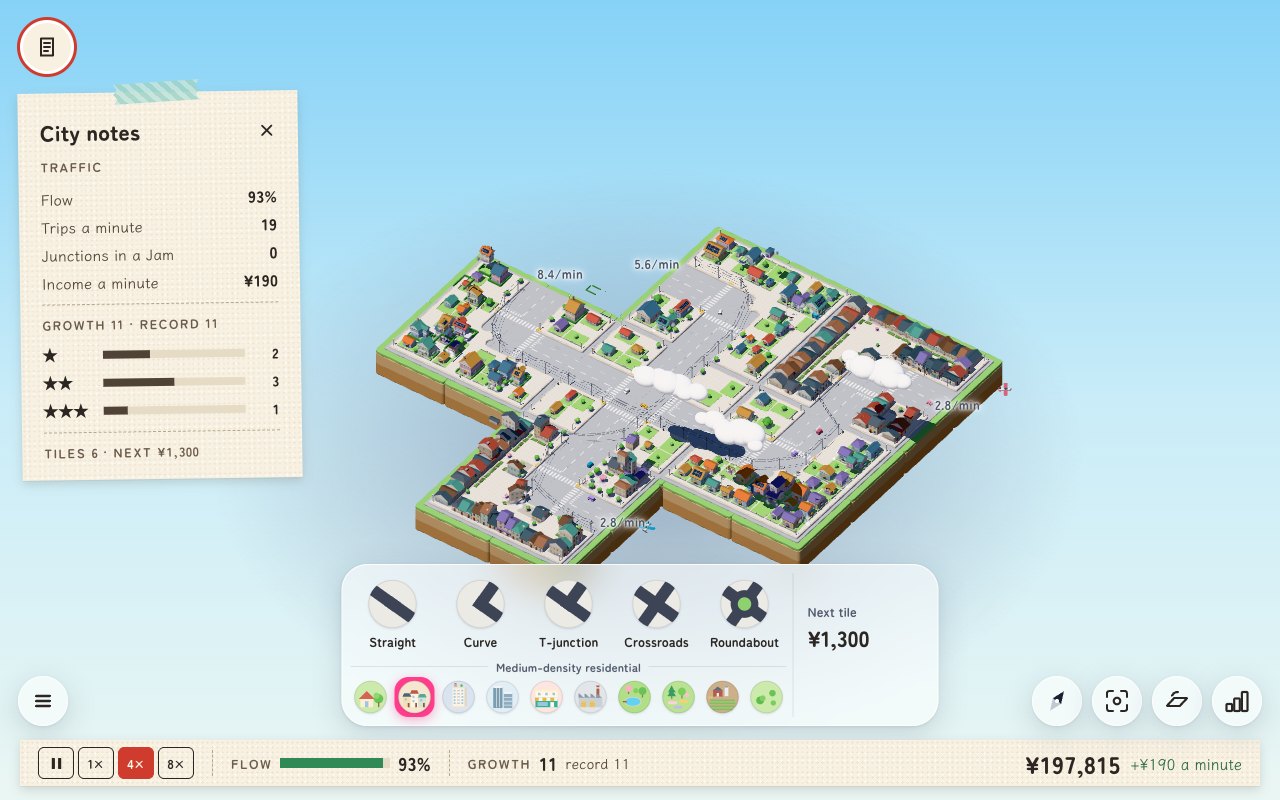 City notes
TRAFFIC
Flow 93%
Trips a minute 19
Junctions in a Jam 0
Income a minute ¥190
GROWTH 11 · RECORD 11
★ 2
★★ 3
★★★ 1
TILES 6 · NEXT ¥1,300
8.4/min
5.6/min
2.8/min
2.8/min
Straight
Curve
T-junction
Crossroads
Roundabout
Next tile
¥1,300
Medium-density residential
1×
4×
8×
FLOW 93%
GROWTH 11 record 11
¥197,815 +¥190 a minute